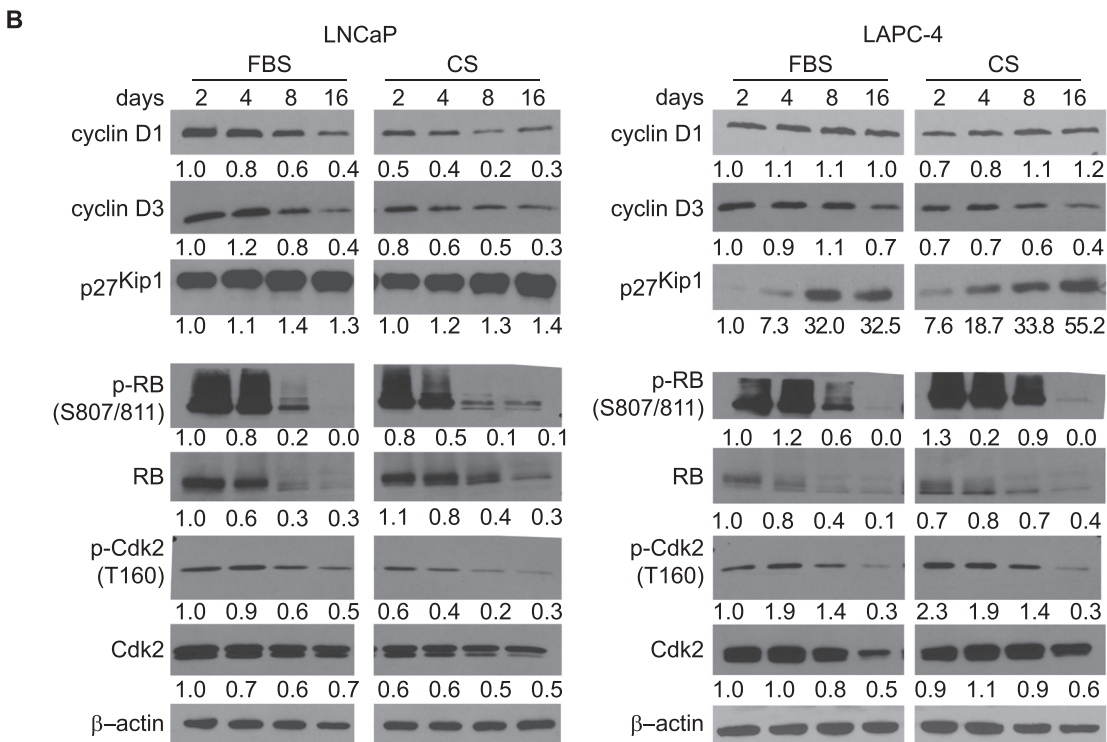 B
LNCaP LAPC-4
FBS CS FBS CS
days 2 4 8 16 2 4 8 16 days 2 4 8 16 2 4 8 16
cyclin D1 cyclin D1
1.0 0.8 0.6 0.4 0.5 0.4 0.2 0.3 1.0 1.1 1.1 1.0 0.7 0.8 1.1 1.2
cyclin D3 cyclin D3
1.0 1.2 0.8 0.4 0.8 0.6 0.5 0.3 1.0 0.9 1.1 0.7 0.7 0.7 0.6 0.4
p27Kip1 p27Kip1
1.0 1.1 1.4 1.3 1.0 1.2 1.3 1.4 1.0 7.3 32.0 32.5 7.6 18.7 33.8 55.2
p-RB p-RB
(S807/811) (S807/811)
1.0 0.8 0.2 0.0 0.8 0.5 0.1 0.1 1.0 1.2 0.6 0.0 1.3 0.2 0.9 0.0
RB RB
1.0 0.6 0.3 0.3 1.1 0.8 0.4 0.3 1.0 0.8 0.4 0.1 0.7 0.8 0.7 0.4
p-Cdk2 p-Cdk2
(T160) (T160)
1.0 0.9 0.6 0.5 0.6 0.4 0.2 0.3 1.0 1.9 1.4 0.3 2.3 1.9 1.4 0.3
Cdk2 Cdk2
1.0 0.7 0.6 0.7 0.6 0.6 0.5 0.5 1.0 1.0 0.8 0.5 0.9 1.1 0.9 0.6
β–actin β–actin